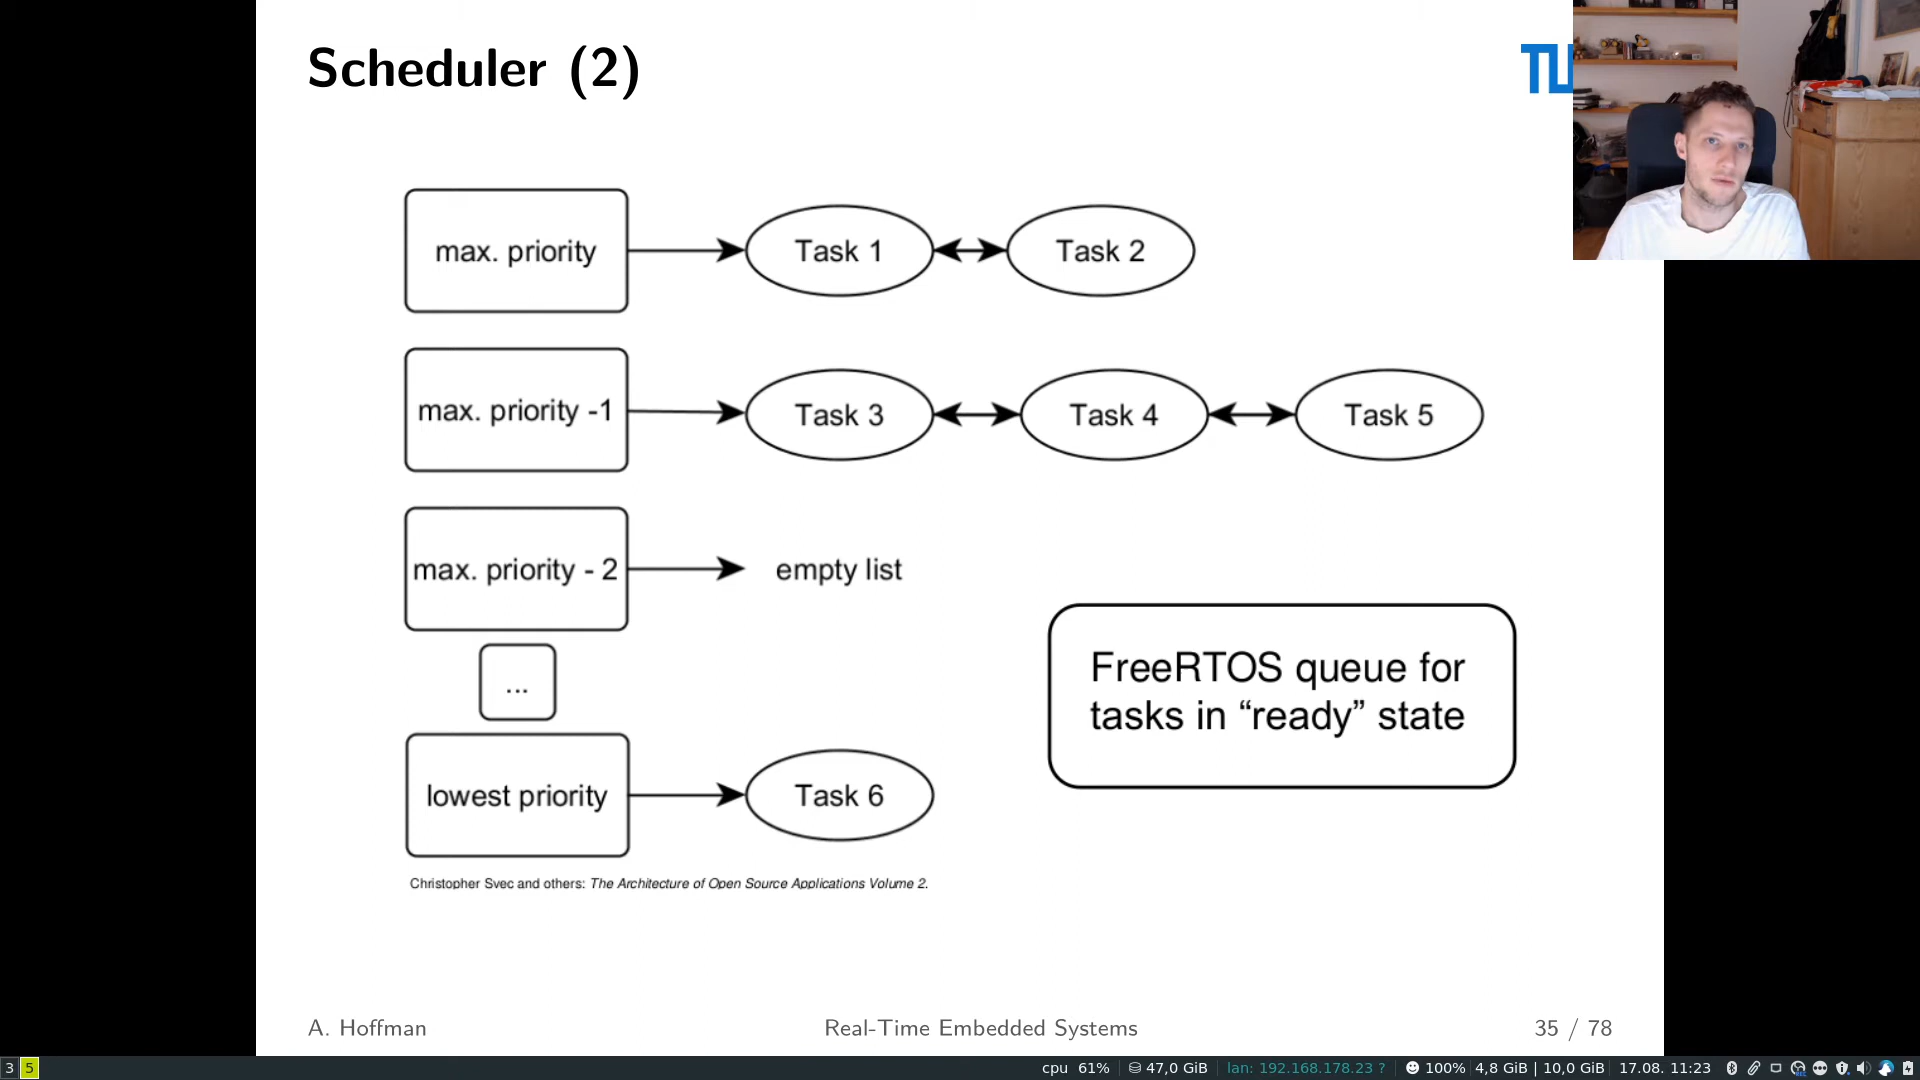 Scheduler (2)
max. priority
Task 1
Task 2
max. priority -1
Task 3
Task 4
Task 5
max. priority - 2
empty list
...
FreeRTOS queue for
tasks in “ready” state
lowest priority
Task 6
Christopher Svec and others: The Architecture of Open Source Applications Volume 2.
A. Hoffman
Real-Time Embedded Systems
35 / 78
3 5 cpu 61% 47,0 GiB lan: 192.168.178.23 ? 100% 4,8 GiB | 10,0 GiB 17.08. 11:23